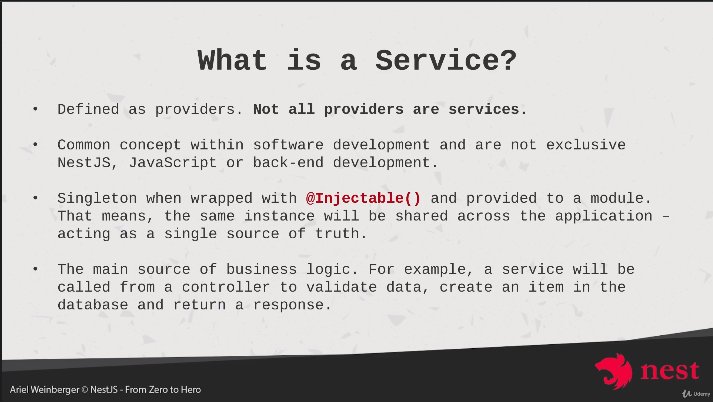 What is a Service?
• Defined as providers. Not all providers are services.
• Common concept within software development and are not exclusive
NestJS, JavaScript or back-end development.
• Singleton when wrapped with @Injectable() and provided to a module.
That means, the same instance will be shared across the application –
acting as a single source of truth.
• The main source of business logic. For example, a service will be
called from a controller to validate data, create an item in the
database and return a response.
nest
Ariel Weinberger © NestJS - From Zero to Hero
Udemy